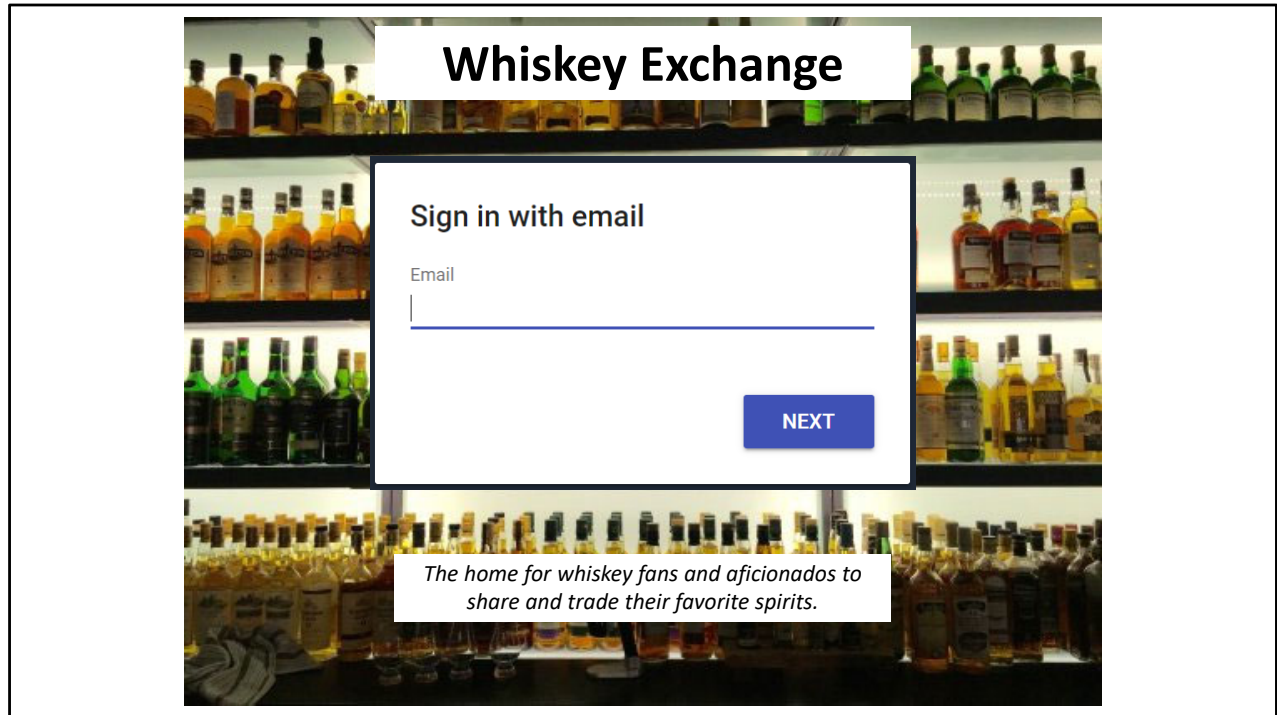 Whiskey Exchange
Sign in with email
Email
NEXT
The home for whiskey fans and aficionados to
share and trade their favorite spirits.